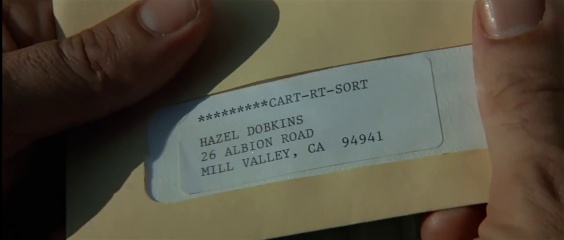 *********CART-RT-SORT
HAZEL DOBKINS
26 ALBION ROAD
MILL VALLEY, CA 94941